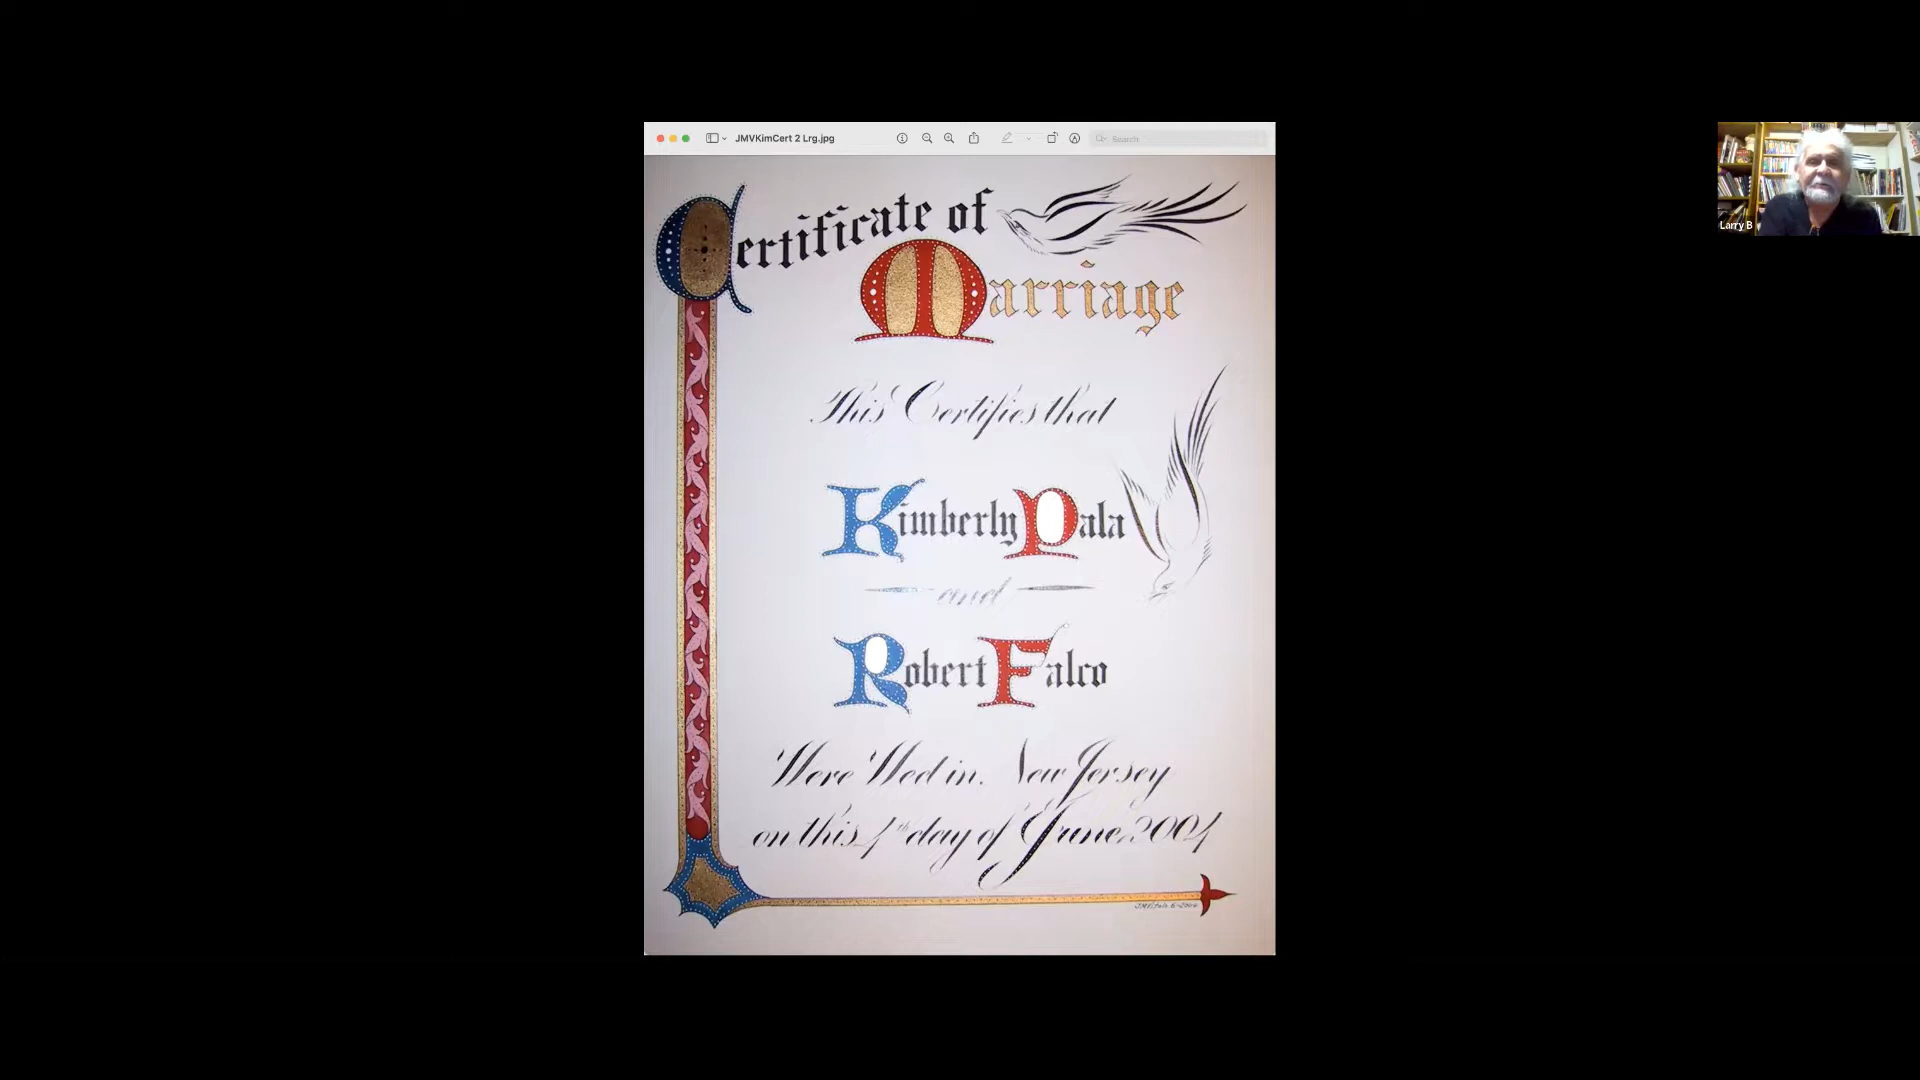 JMVKimCert 2 Lrg.jpg
Search
Certificate of
Marriage
This Certifies that
Kimberly Pala
and
Robert Falco
Were Wed in New Jersey
on this 4th day of June, 2004
Larry B